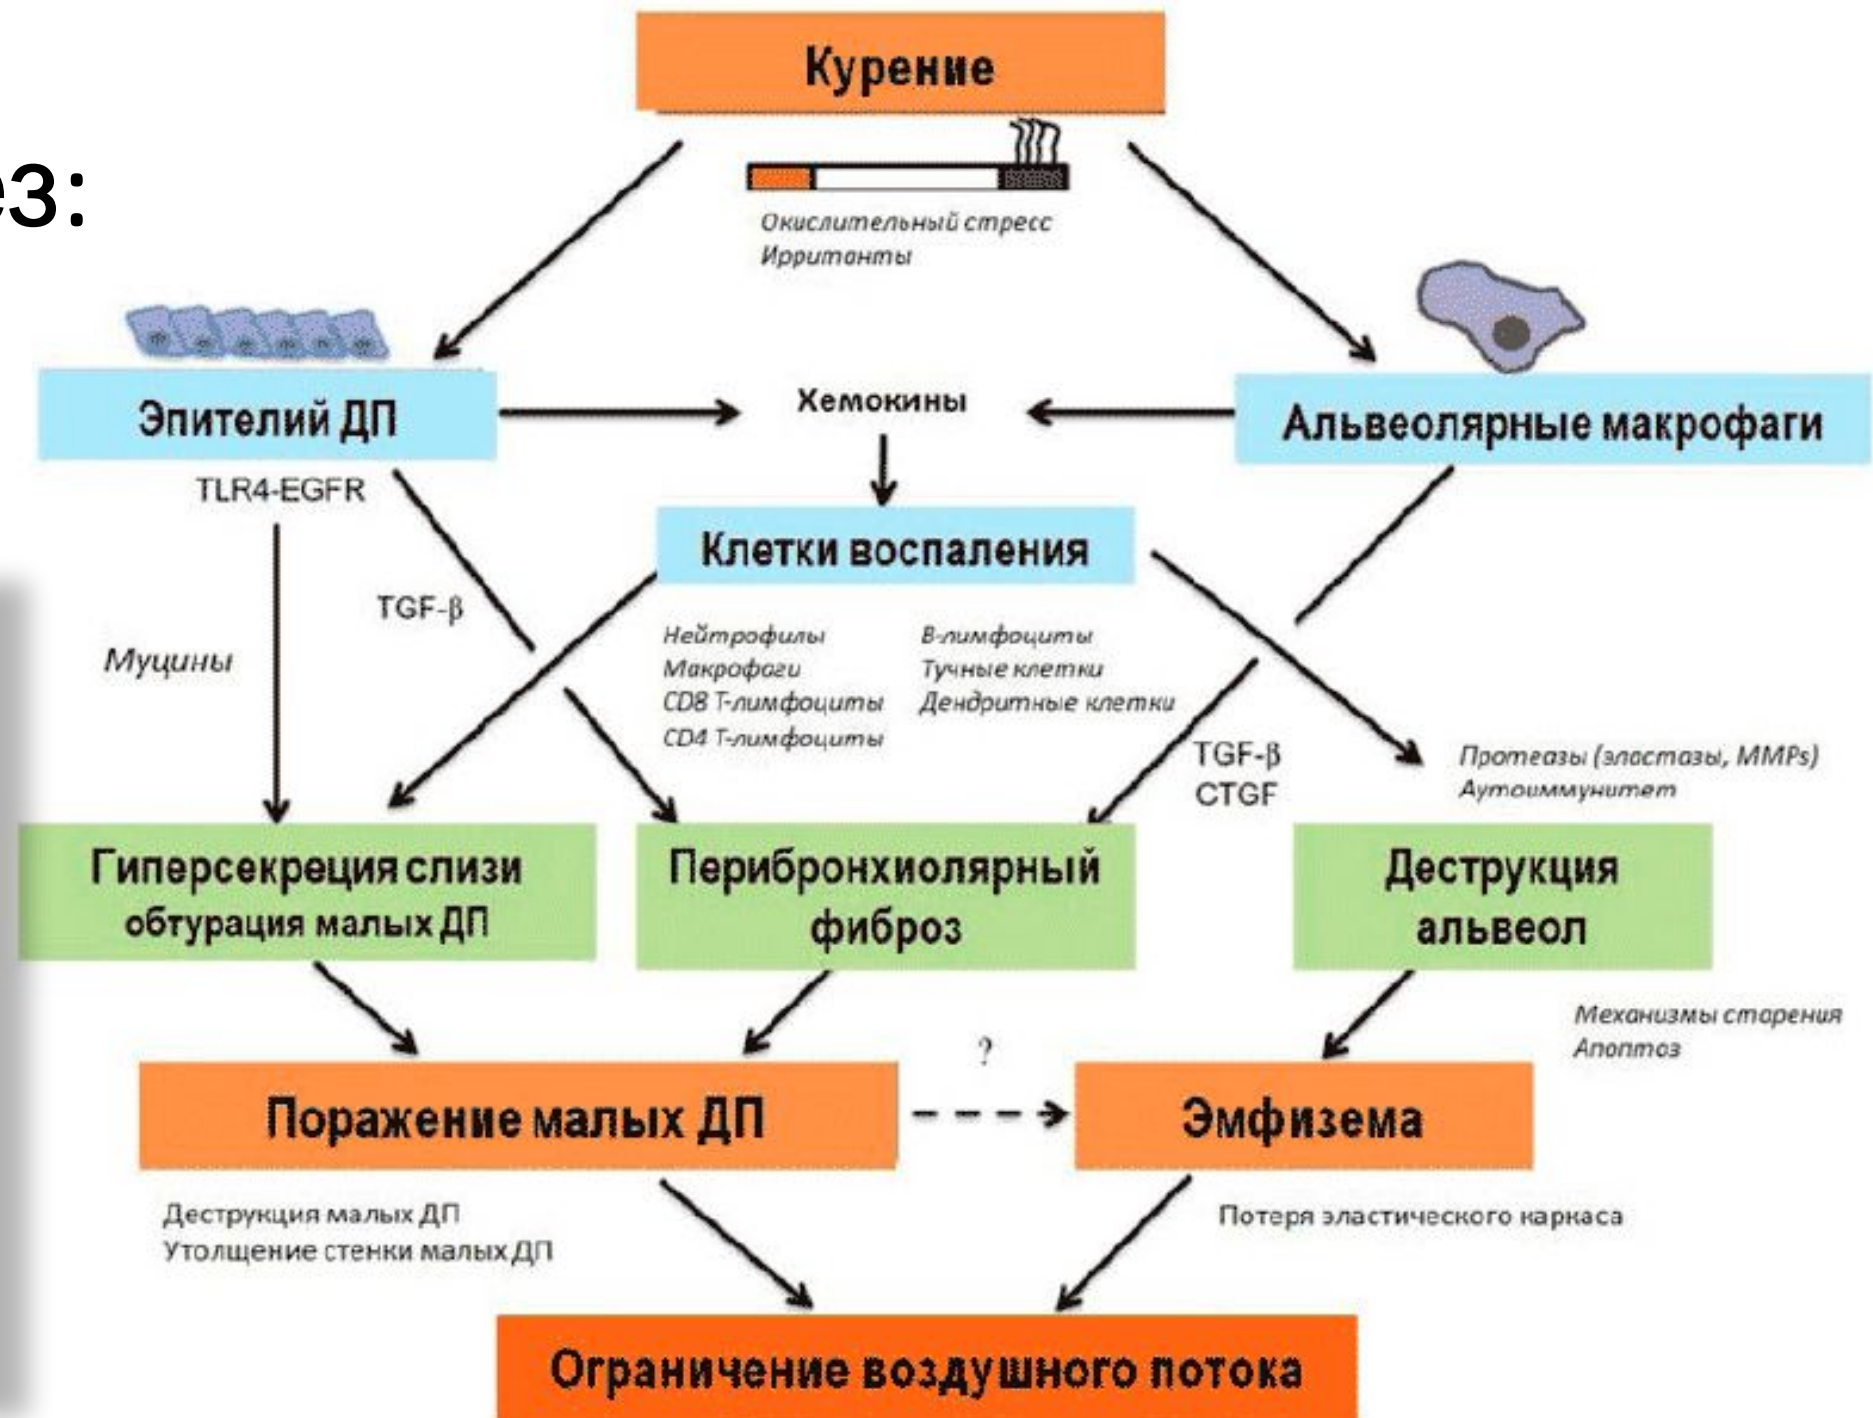 Курение
ез:
Окислительный стресс
Ирританты
Эпителий ДП
Хемокины
Альвеолярные макрофаги
TLR4-EGFR
Клетки воспаления
TGF-β
Муцины
Нейтрофилы
Макрофаги
CD8 Т-лимфоциты
CD4 Т-лимфоциты
В-лимфоциты
Тучные клетки
Дендритные клетки
TGF-β
CTGF
Протеазы (эластазы, MMPs)
Аутоиммунитет
Гиперсекреция слизи
обтурация малых ДП
Перибронхиолярный
фиброз
Деструкция
альвеол
Механизмы старения
Апоптоз
?
Поражение малых ДП
Эмфизема
Деструкция малых ДП
Утолщение стенки малых ДП
Потеря эластического каркаса
Ограничение воздушного потока